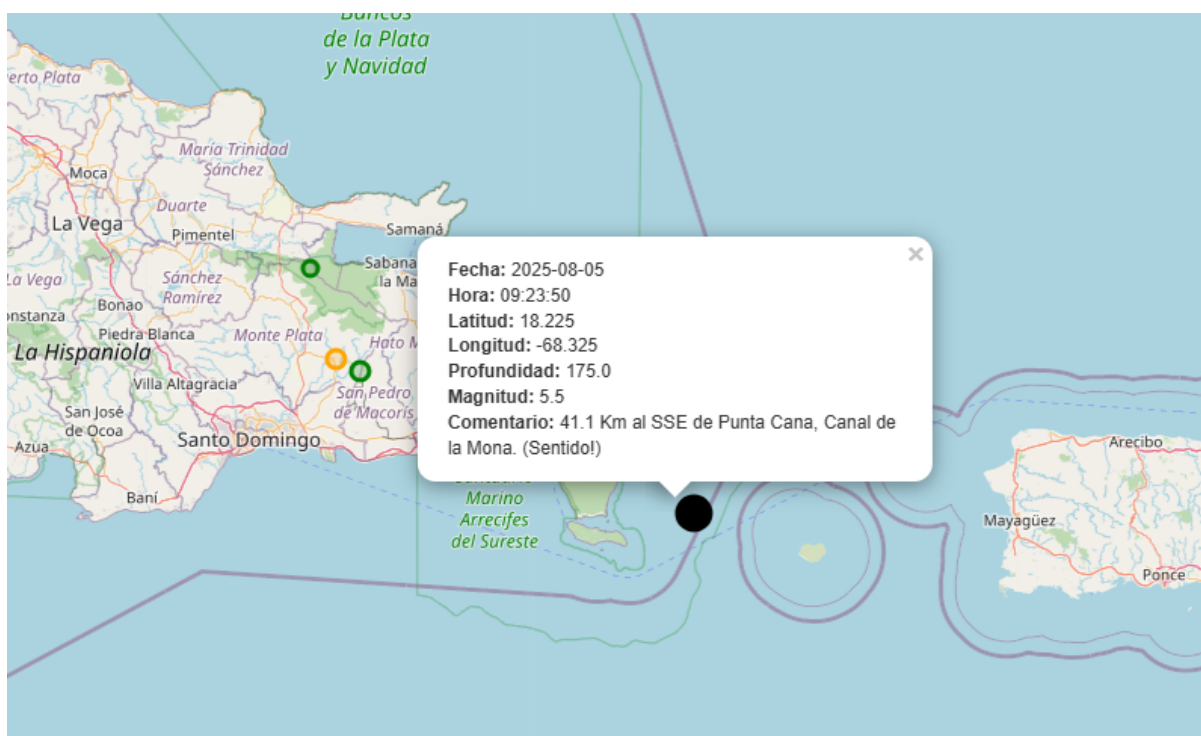 Bancos
de la Plata
y Navidad
erto Plata
María Trinidad
Sánchez
Moca
Duarte
La Vega
Pimentel
Samaná
Sabana
la Ma
La Vega
Sánchez
Ramírez
onstanza
Bonao
Piedra Blanca
Monte Plata
Hato M
La Hispaniola
Villa Altagracia
San Pedro
de Macorís
San José
de Ocoa
Santo Domingo
Azua
Baní
×
Fecha: 2025-08-05
Hora: 09:23:50
Latitud: 18.225
Longitud: -68.325
Profundidad: 175.0
Magnitud: 5.5
Comentario: 41.1 Km al SSE de Punta Cana, Canal de
la Mona. (Sentido!)
Santuario
Marino
Arrecifes
del Sureste
Arecibo
Mayagüez
Ponce